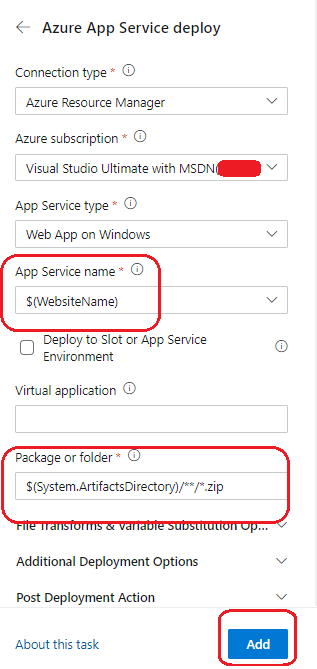 ← Azure App Service deploy
Connection type *
Azure Resource Manager
Azure subscription *
Visual Studio Ultimate with MSDN(
App Service type *
Web App on Windows
App Service name *
$(WebsiteName)
Deploy to Slot or App Service
Environment
Virtual application
Package or folder *
$(System.ArtifactsDirectory)/**/*.zip
File Transforms & Variable Substitution Op...
Additional Deployment Options
Post Deployment Action
About this task
Add